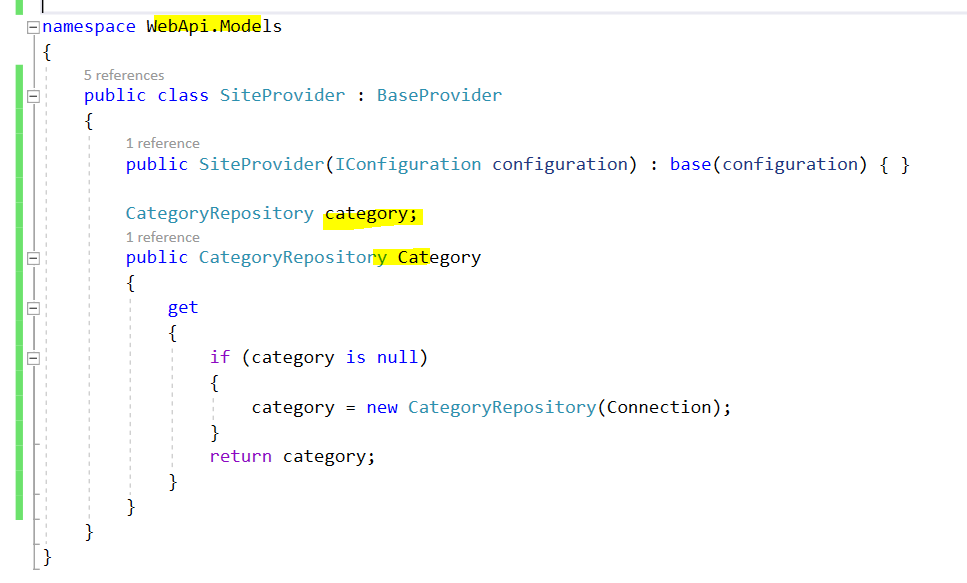 namespace WebApi.Models
{
5 references
public class SiteProvider : BaseProvider
{
1 reference
public SiteProvider(IConfiguration configuration) : base(configuration) { }
CategoryRepository category;
1 reference
public CategoryRepository Category
{
get
{
if (category is null)
{
category = new CategoryRepository(Connection);
}
return category;
}
}
}
}